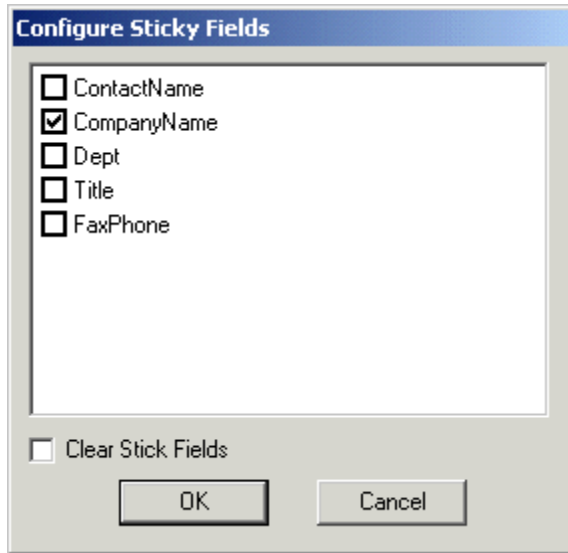 Configure Sticky Fields
ContactName
CompanyName
Dept
Title
FaxPhone
Clear Stick Fields
OK Cancel